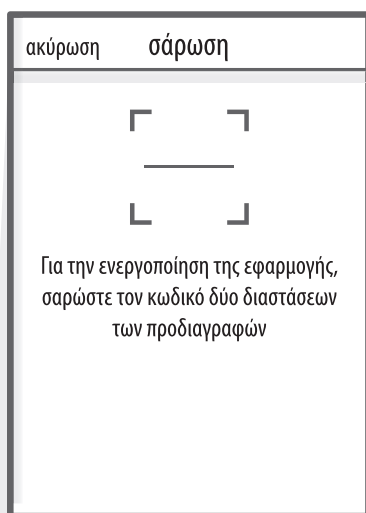 ακύρωση σάρωση
Για την ενεργοποίηση της εφαρμογής,
σαρώστε τον κωδικό δύο διαστάσεων
των προδιαγραφών